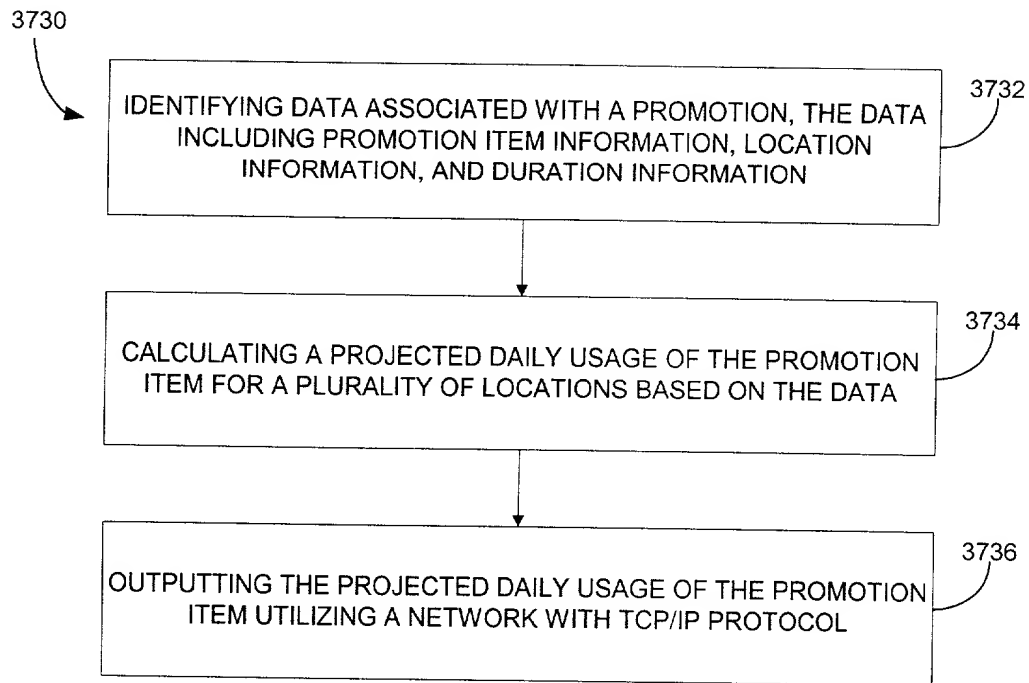 3730
3732
IDENTIFYING DATA ASSOCIATED WITH A PROMOTION, THE DATA
INCLUDING PROMOTION ITEM INFORMATION, LOCATION
INFORMATION, AND DURATION INFORMATION
3734
CALCULATING A PROJECTED DAILY USAGE OF THE PROMOTION
ITEM FOR A PLURALITY OF LOCATIONS BASED ON THE DATA
3736
OUTPUTTING THE PROJECTED DAILY USAGE OF THE PROMOTION
ITEM UTILIZING A NETWORK WITH TCP/IP PROTOCOL